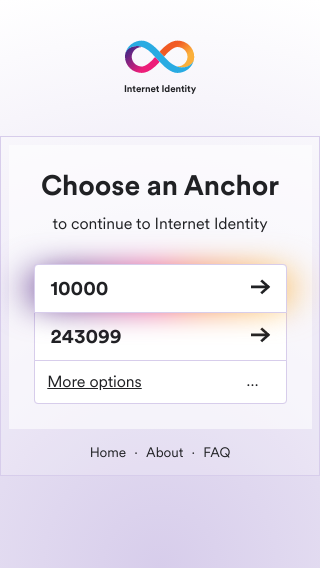 Internet Identity
Choose an Anchor
to continue to Internet Identity
10000
243099
More options ...
Home · About · FAQ